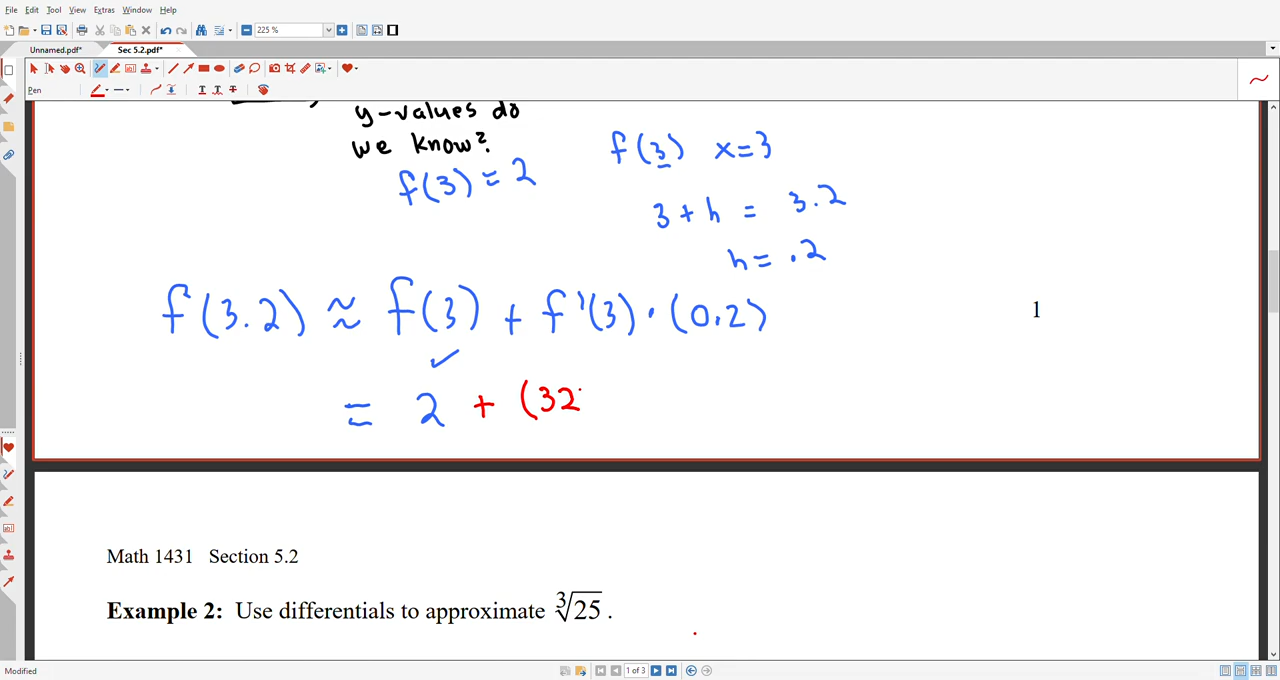 File Edit Tool View Extras Window Help
225 %
Unnamed.pdf* Sec 5.2.pdf*
Pen
y-values do
we know?
f(3) = 2
f(3) x=3
3 + h = 3.2
h = .2
f(3.2) ≈ f(3) + f'(3)·(0.2)
✓
= 2 + (32
1
Math 1431 Section 5.2
Example 2: Use differentials to approximate ∛25 .
Modified
1 of 3